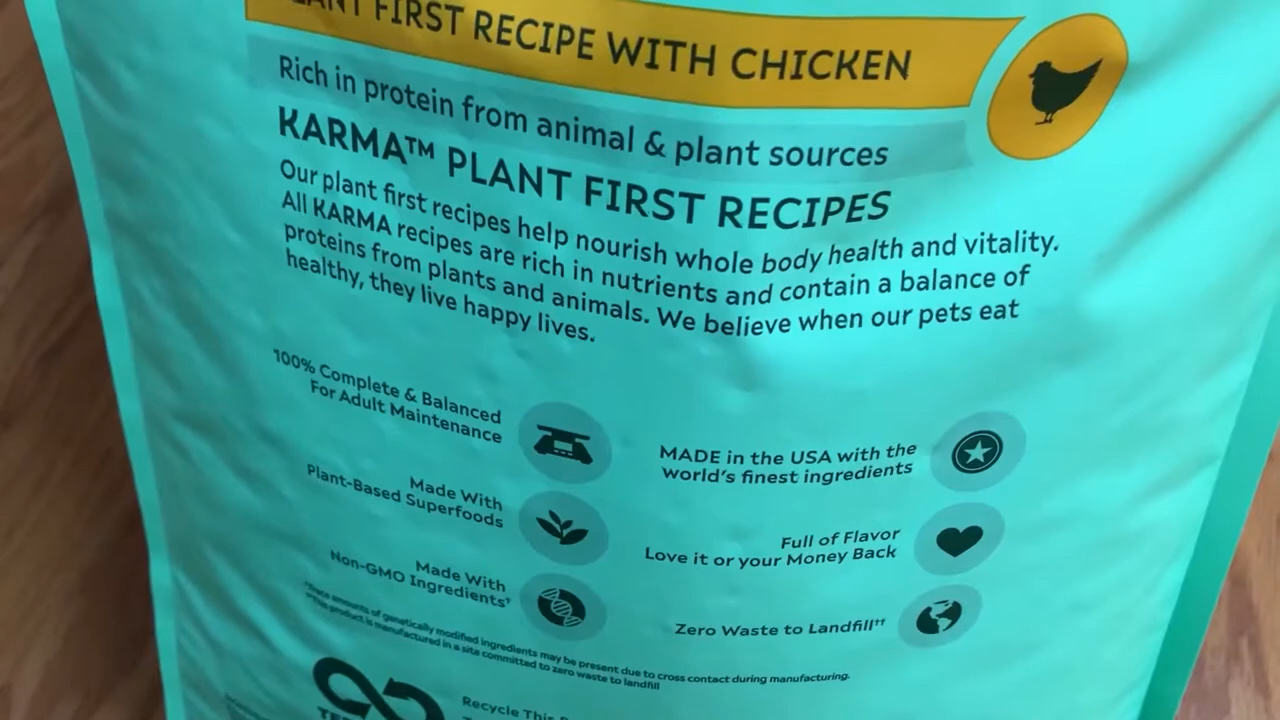 PLANT FIRST RECIPE WITH CHICKEN
Rich in protein from animal & plant sources
KARMA™ PLANT FIRST RECIPES
Our plant first recipes help nourish whole body health and vitality.
All KARMA recipes are rich in nutrients and contain a balance of
proteins from plants and animals. We believe when our pets eat
healthy, they live happy lives.
100% Complete & Balanced
For Adult Maintenance
MADE in the USA with the
world's finest ingredients
Made With
Plant-Based Superfoods
Full of Flavor
Love it or your Money Back
Made With
Non-GMO Ingredients†
Zero Waste to Landfill††
†Trace amounts of genetically modified ingredients may be present due to cross contact during manufacturing.
††This product is manufactured in a site committed to zero waste to landfill
Recycle This